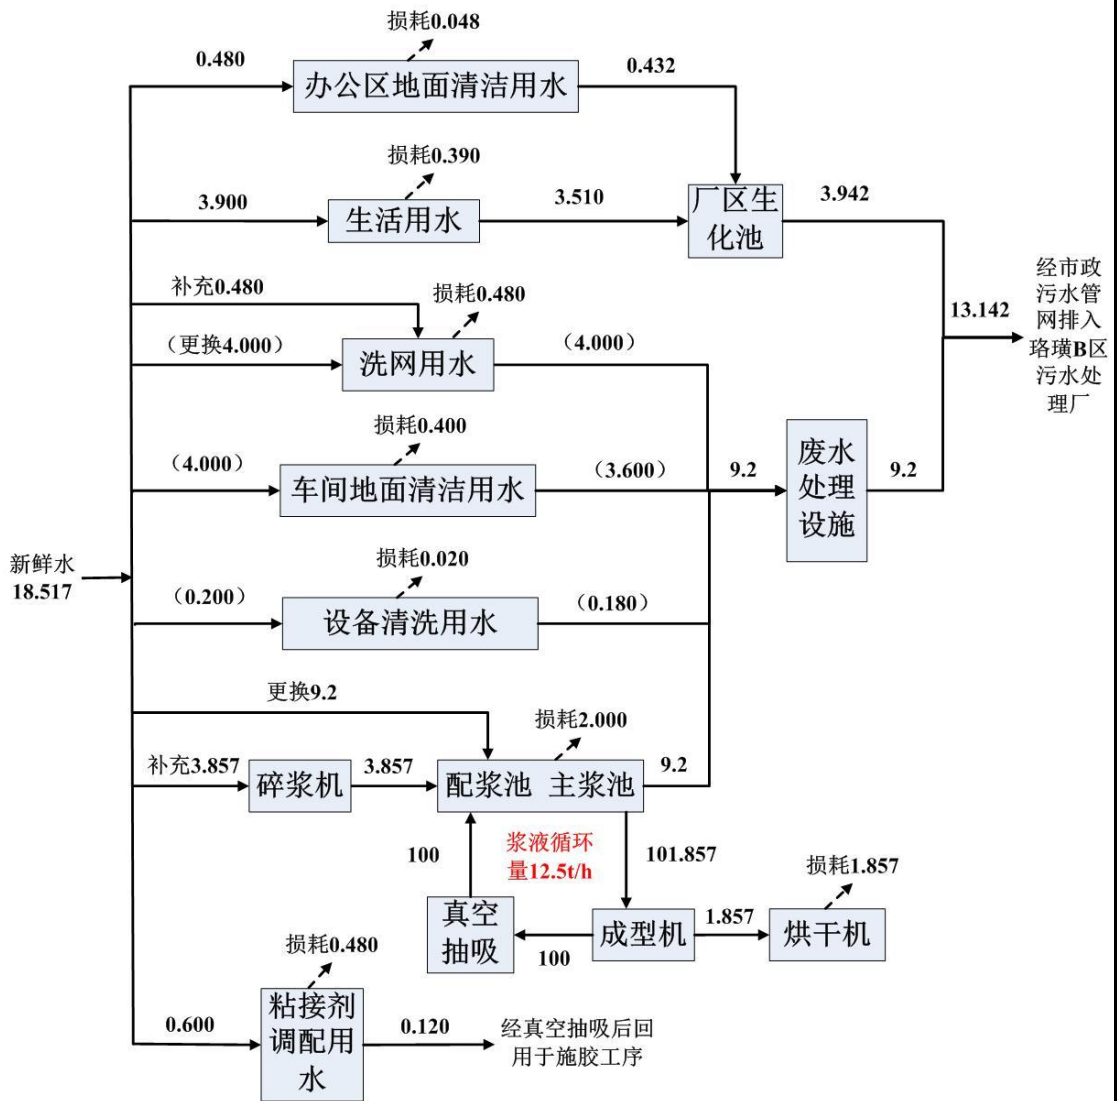 损耗0.048
0.480
办公区地面清洁用水
0.432
损耗0.390
3.900
生活用水
3.510
厂区生
化池
3.942
补充0.480
损耗0.480
（更换4.000）
洗网用水
（4.000）
13.142
经市政
污水管
网排入
珞璜B区
污水处
理厂
损耗0.400
（4.000）
车间地面清洁用水
（3.600）
9.2
废水
处理
设施
9.2
新鲜水
18.517
损耗0.020
（0.200）
设备清洗用水
（0.180）
更换9.2
损耗2.000
补充3.857
碎浆机
3.857
配浆池 主浆池
9.2
100
浆液循环
量12.5t/h
101.857
真空
抽吸
100
成型机
1.857
损耗1.857
烘干机
损耗0.480
0.600
粘接剂
调配用
水
0.120
经真空抽吸后回
用于施胶工序